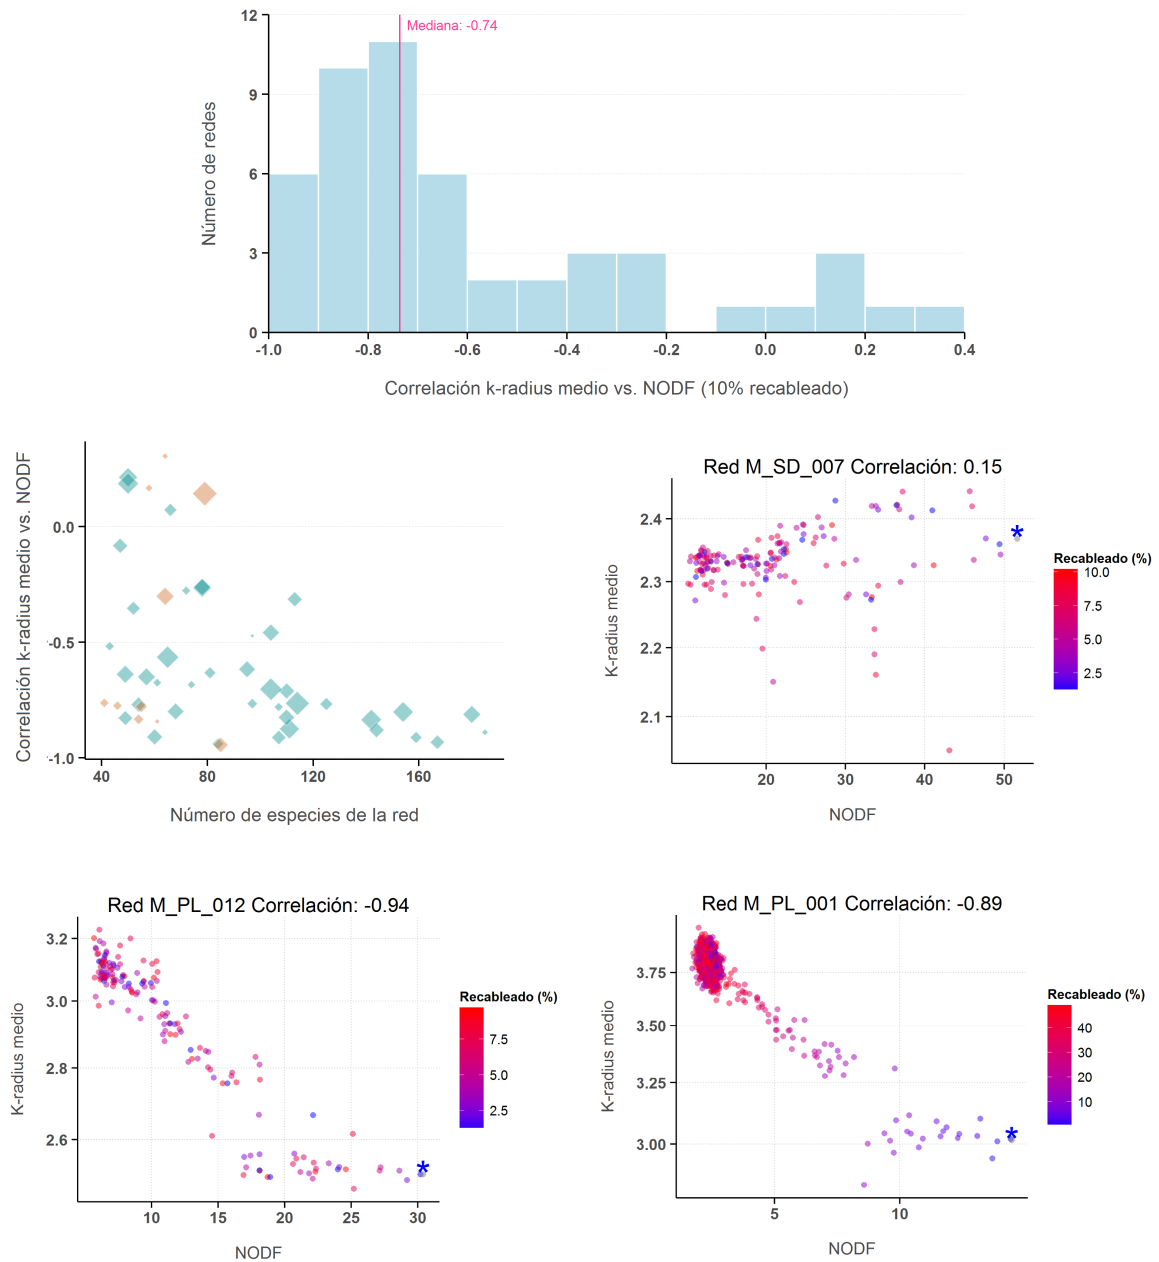 12
Mediana: -0.74
9
6
3
0
Número de redes
-1.0 -0.8 -0.6 -0.4 -0.2 0.0 0.2 0.4
Correlación k-radius medio vs. NODF (10% recableado)
Correlación k-radius medio vs. NODF
0.0
-0.5
-1.0
40 80 120 160
Número de especies de la red
Red M_SD_007 Correlación: 0.15
K-radius medio
2.4
2.3
2.2
2.1
20 30 40 50
NODF
Recableado (%)
10.0
7.5
5.0
2.5
Red M_PL_012 Correlación: -0.94
K-radius medio
3.2
3.0
2.8
2.6
10 15 20 25 30
NODF
Recableado (%)
7.5
5.0
2.5
Red M_PL_001 Correlación: -0.89
K-radius medio
3.75
3.50
3.25
3.00
5 10
NODF
Recableado (%)
40
30
20
10